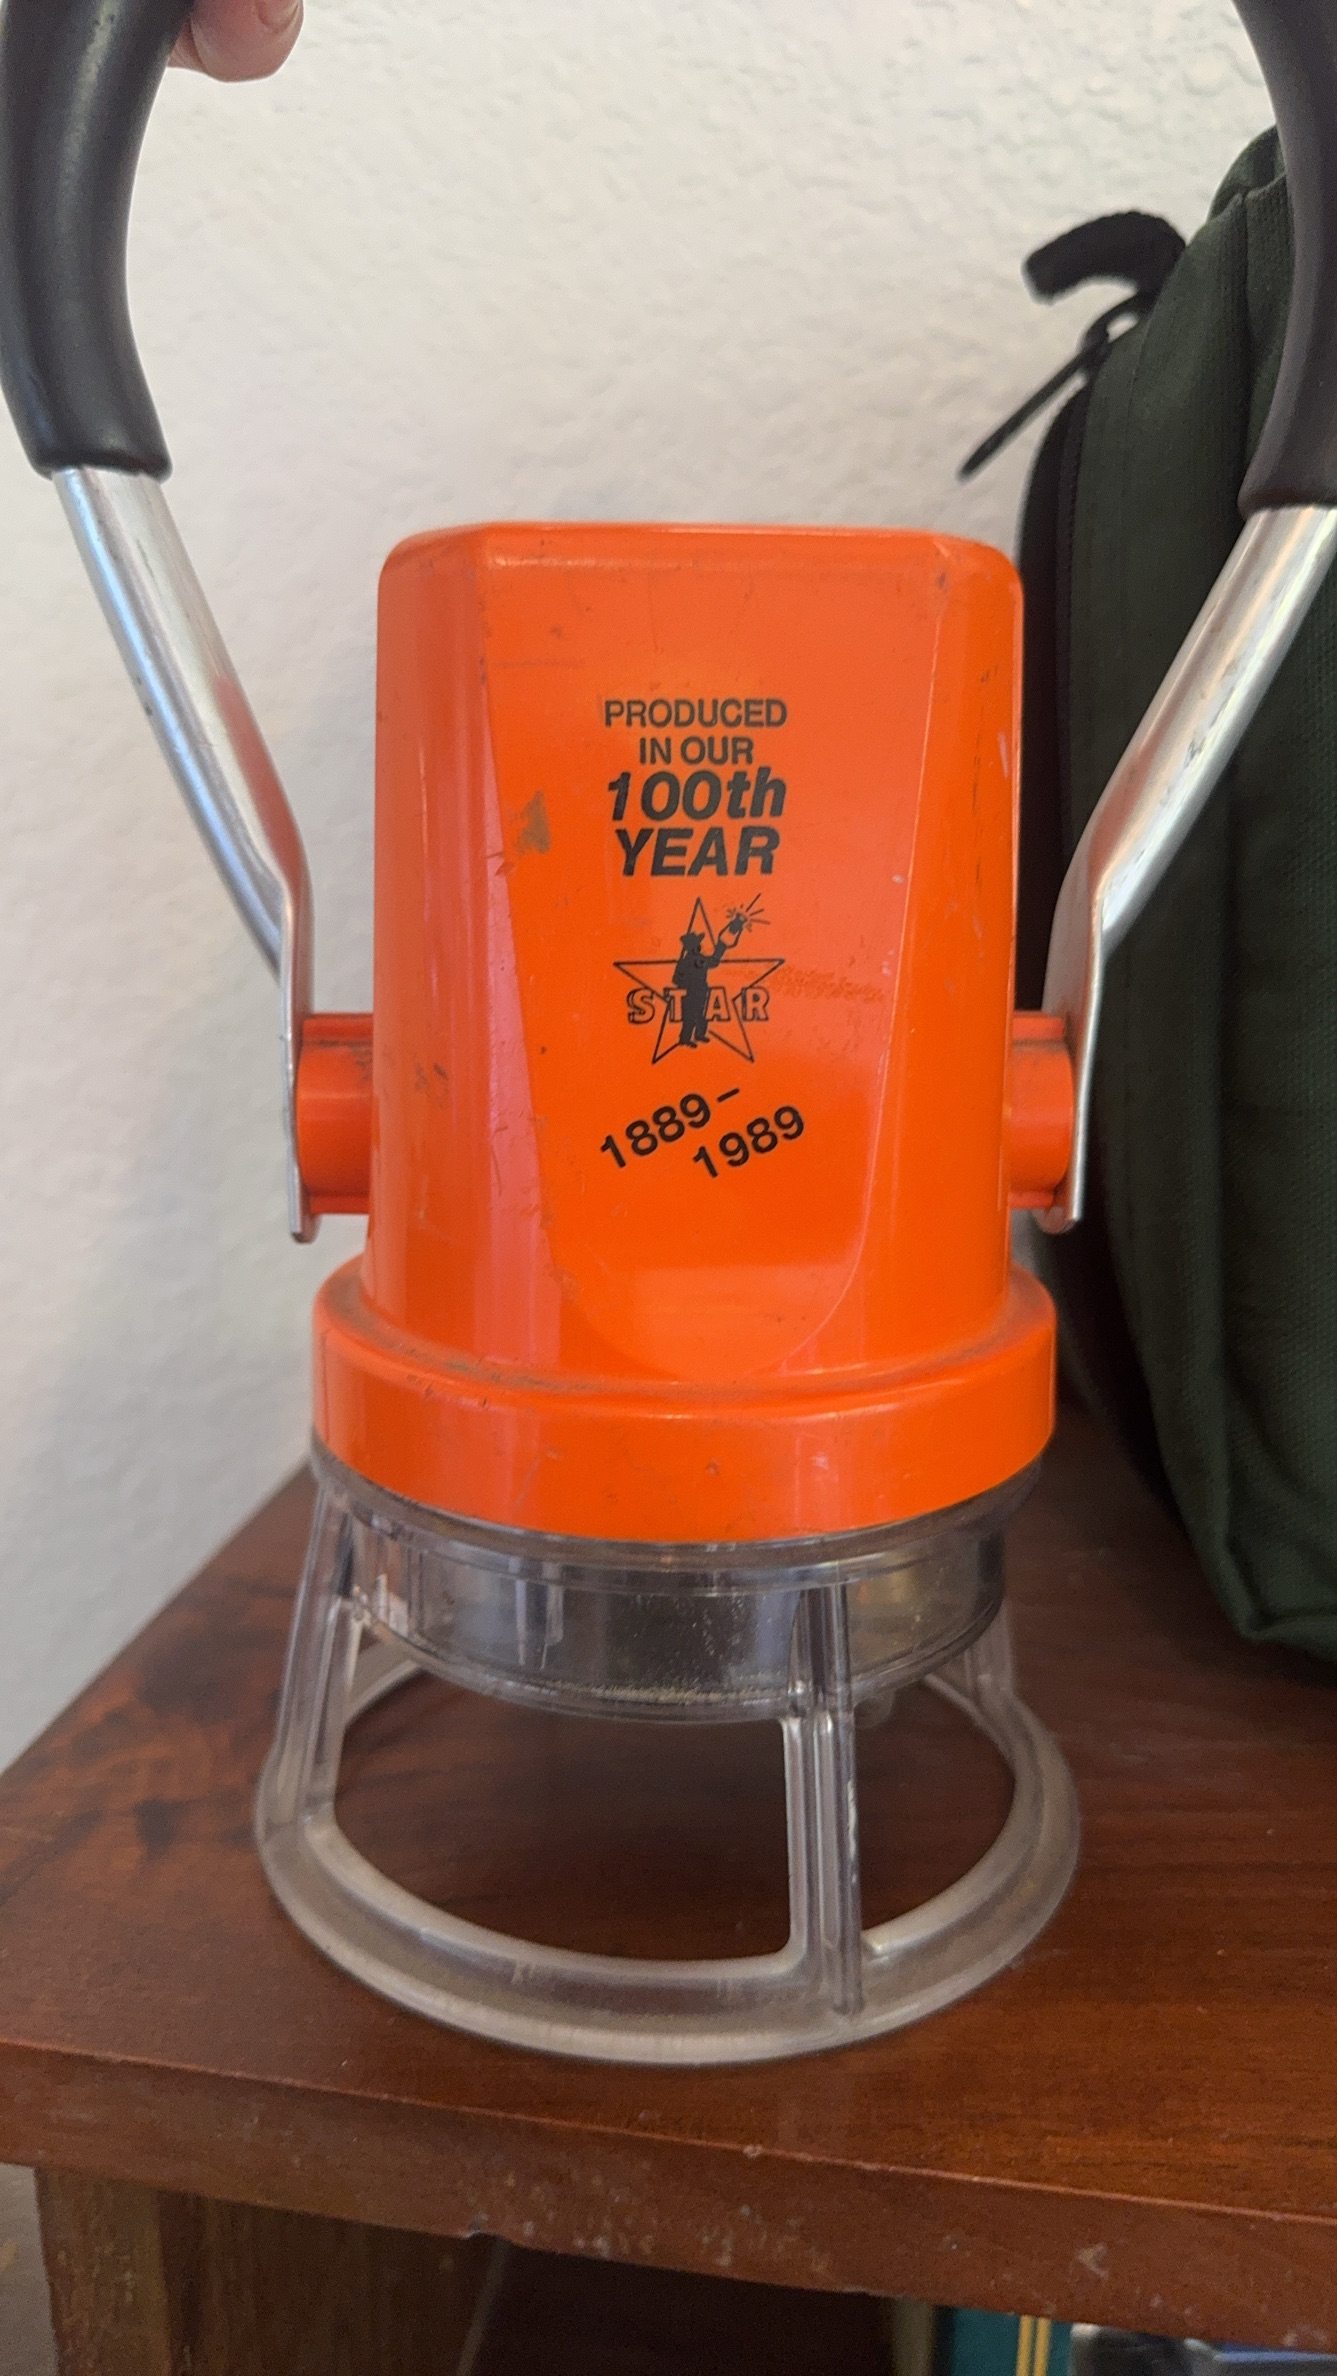 PRODUCED
IN OUR
100th
YEAR
STAR
1889-
1989